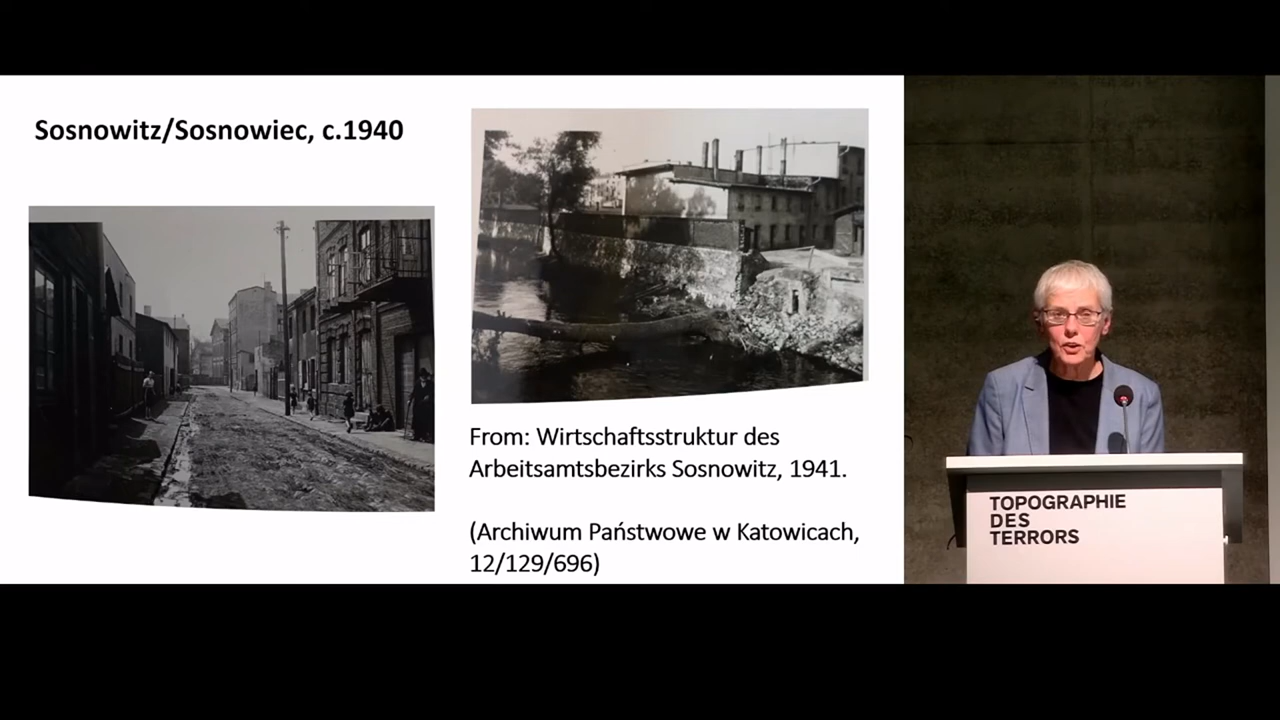 Sosnowitz/Sosnowiec, c.1940
From: Wirtschaftsstruktur des
Arbeitsamtsbezirks Sosnowitz, 1941.
(Archiwum Państwowe w Katowicach,
12/129/696)
TOPOGRAPHIE
DES
TERRORS